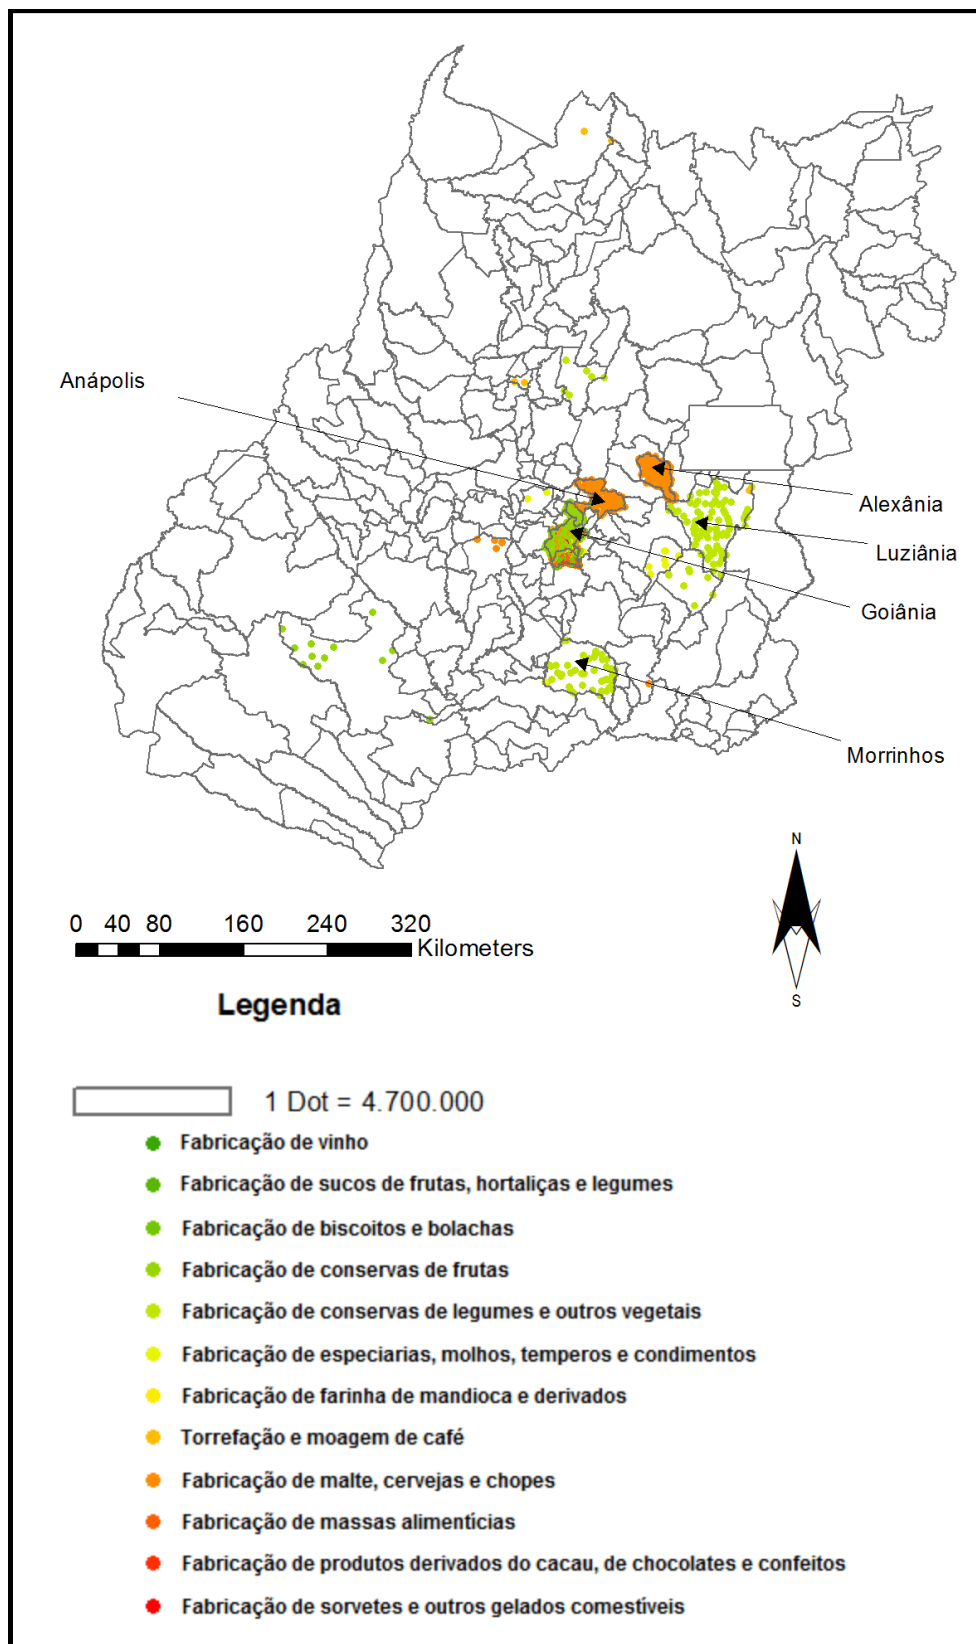 Anápolis
Alexânia
Luziânia
Goiânia
Morrinhos
N
S
0 40 80 160 240 320
Kilometers
Legenda
1 Dot = 4.700.000
Fabricação de vinho
Fabricação de sucos de frutas, hortaliças e legumes
Fabricação de biscoitos e bolachas
Fabricação de conservas de frutas
Fabricação de conservas de legumes e outros vegetais
Fabricação de especiarias, molhos, temperos e condimentos
Fabricação de farinha de mandioca e derivados
Torrefação e moagem de café
Fabricação de malte, cervejas e chopes
Fabricação de massas alimentícias
Fabricação de produtos derivados do cacau, de chocolates e confeitos
Fabricação de sorvetes e outros gelados comestíveis